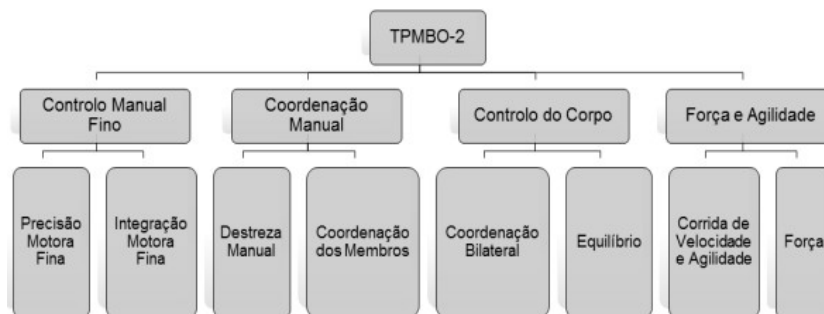 TPMBO-2
Controlo Manual
Fino
Coordenação
Manual
Controlo do Corpo
Força e Agilidade
Precisão
Motora
Fina
Integração
Motora
Fina
Destreza
Manual
Coordenação
dos Membros
Coordenação
Bilateral
Equilíbrio
Corrida de
Velocidade
e Agilidade
Força